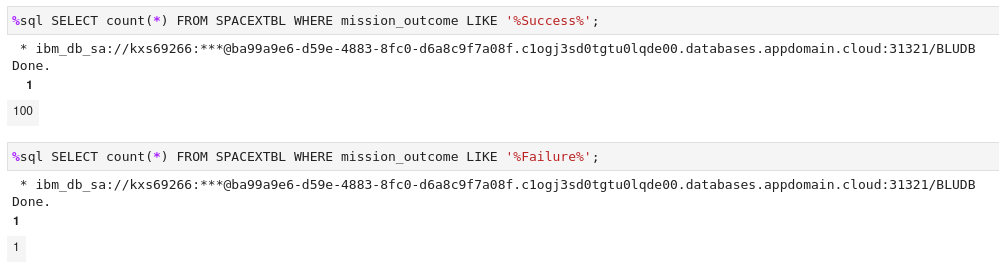 %sql SELECT count(*) FROM SPACEXTBL WHERE mission_outcome LIKE '%Success%';
* ibm_db_sa://kxs69266:***@ba99a9e6-d59e-4883-8fc0-d6a8c9f7a08f.c1ogj3sd0tgtu0lqde00.databases.appdomain.cloud:31321/BLUDB
Done.
1
100
%sql SELECT count(*) FROM SPACEXTBL WHERE mission_outcome LIKE '%Failure%';
* ibm_db_sa://kxs69266:***@ba99a9e6-d59e-4883-8fc0-d6a8c9f7a08f.c1ogj3sd0tgtu0lqde00.databases.appdomain.cloud:31321/BLUDB
Done.
1
1